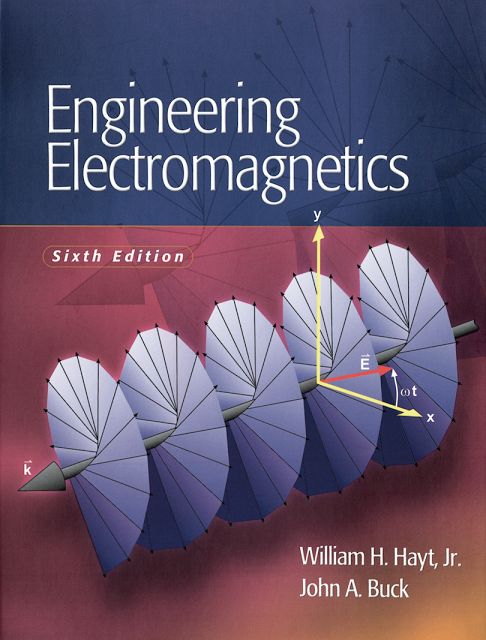 Engineering
Electromagnetics
Sixth Edition
y
E
ωt
x
k
William H. Hayt, Jr.
John A. Buck